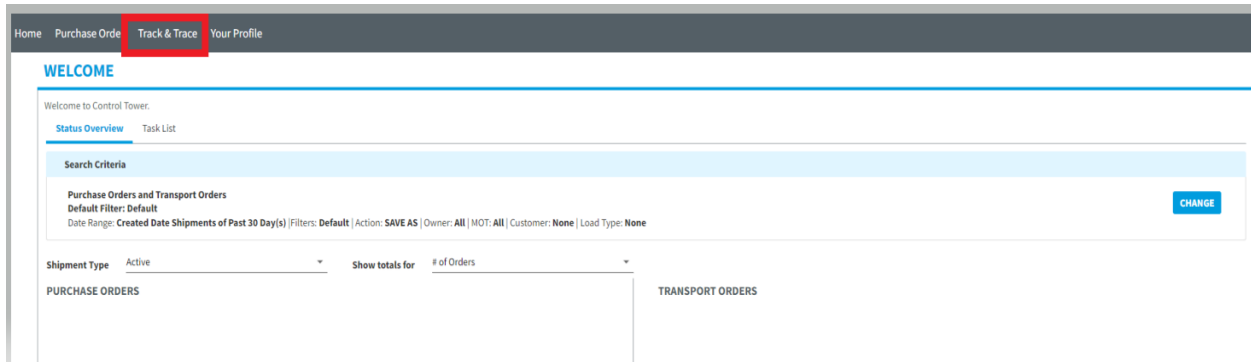 Home Purchase Orde Track & Trace Your Profile
WELCOME
Welcome to Control Tower.
Status Overview Task List
Search Criteria
Purchase Orders and Transport Orders
Default Filter: Default
Date Range: Created Date Shipments of Past 30 Day(s) |Filters: Default | Action: SAVE AS | Owner: All | MOT: All | Customer: None | Load Type: None
CHANGE
Shipment Type Active Show totals for # of Orders
PURCHASE ORDERS TRANSPORT ORDERS